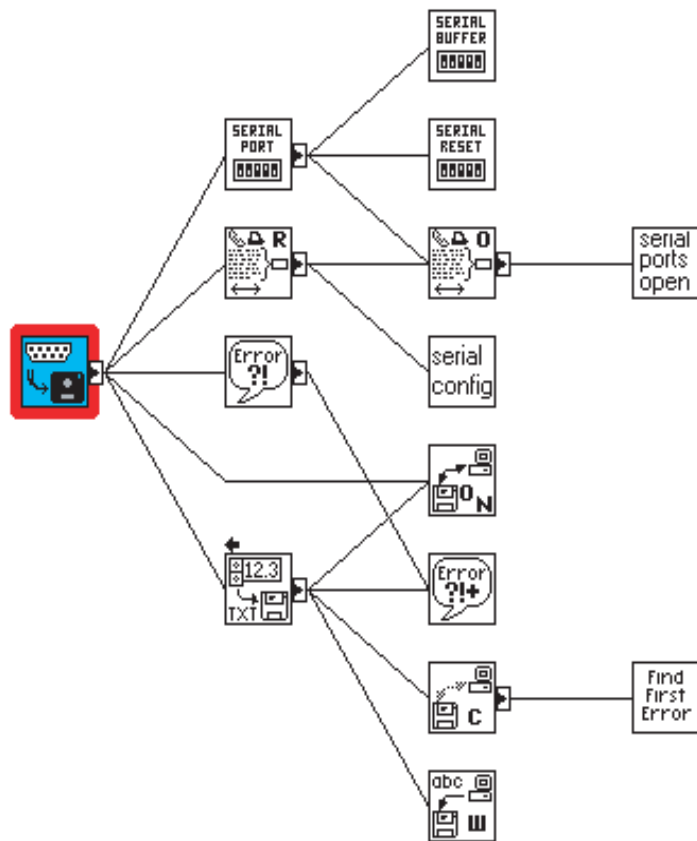 SERIAL
BUFFER
SERIAL
PORT
SERIAL
RESET
R
O
serial
ports
open
Error
?!
serial
config
O
N
12.3
TXT
Error
?!+
C
Find
First
Error
abc
W